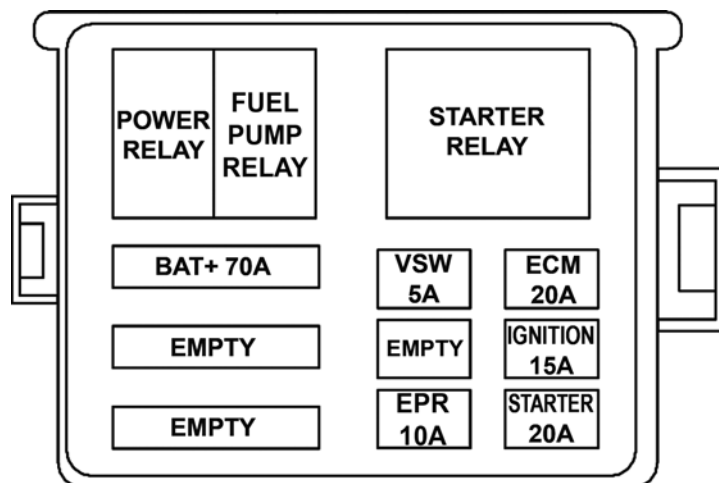 POWER
RELAY
FUEL
PUMP
RELAY
STARTER
RELAY
BAT+ 70A
VSW
5A
ECM
20A
EMPTY
EMPTY
IGNITION
15A
EMPTY
EPR
10A
STARTER
20A